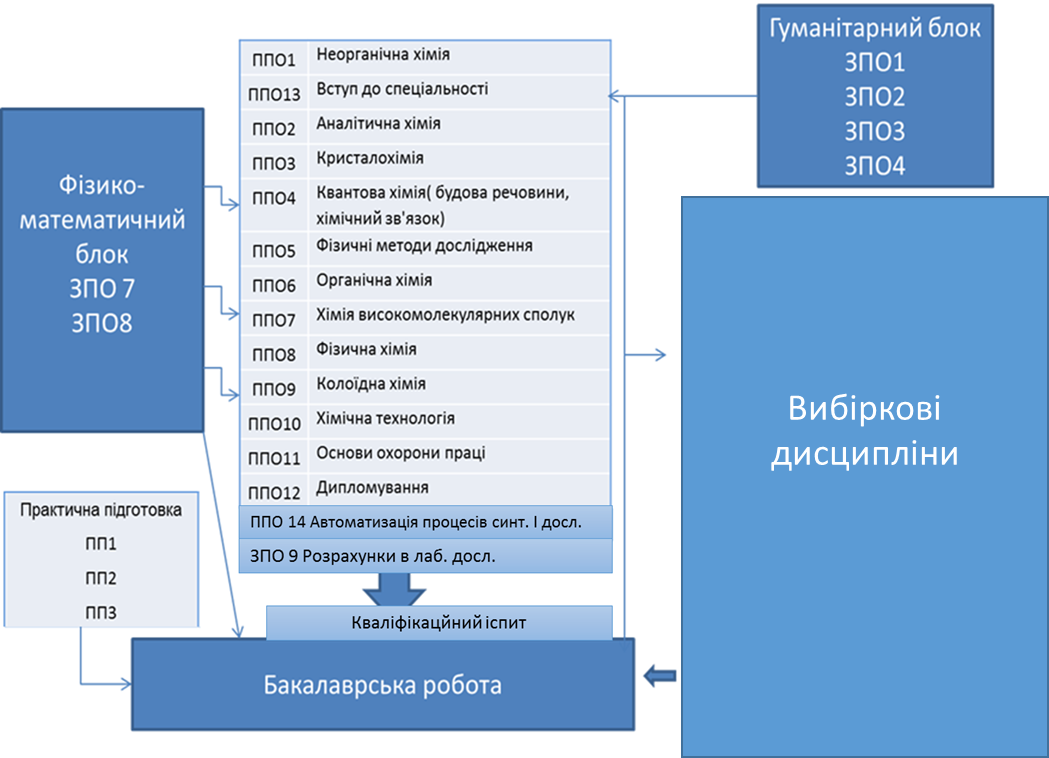 Гуманітарний блок
ЗПО1
ЗПО2
ЗПО3
ЗПО4
Фізико-
математичний
блок
ЗПО 7
ЗПО8
ППО1 Неорганічна хімія
ППО13 Вступ до спеціальності
ППО2 Аналітична хімія
ППО3 Кристалохімія
ППО4 Квантова хімія( будова речовини,
хімічний зв'язок)
ППО5 Фізичні методи дослідження
ППО6 Органічна хімія
ППО7 Хімія високомолекулярних сполук
ППО8 Фізична хімія
ППО9 Колоїдна хімія
ППО10 Хімічна технологія
ППО11 Основи охорони праці
ППО12 Дипломування
ППО 14 Автоматизація процесів синт. І досл.
ЗПО 9 Розрахунки в лаб. досл.
Вибіркові
дисципліни
Практична підготовка
ПП1
ПП2
ПП3
Кваліфікаційний іспит
Бакалаврська робота